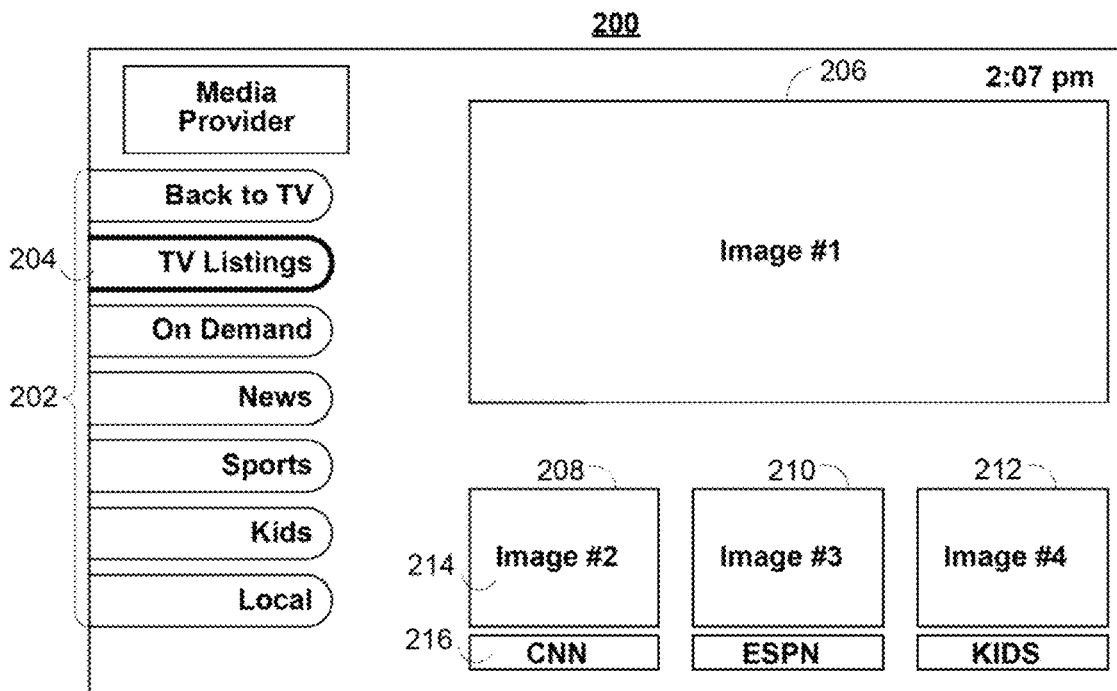 200
Media
Provider
206
2:07 pm
Back to TV
204
TV Listings
Image #1
On Demand
202
News
Sports
208
210
212
Kids
214
Image #2
Image #3
Image #4
Local
216
CNN
ESPN
KIDS